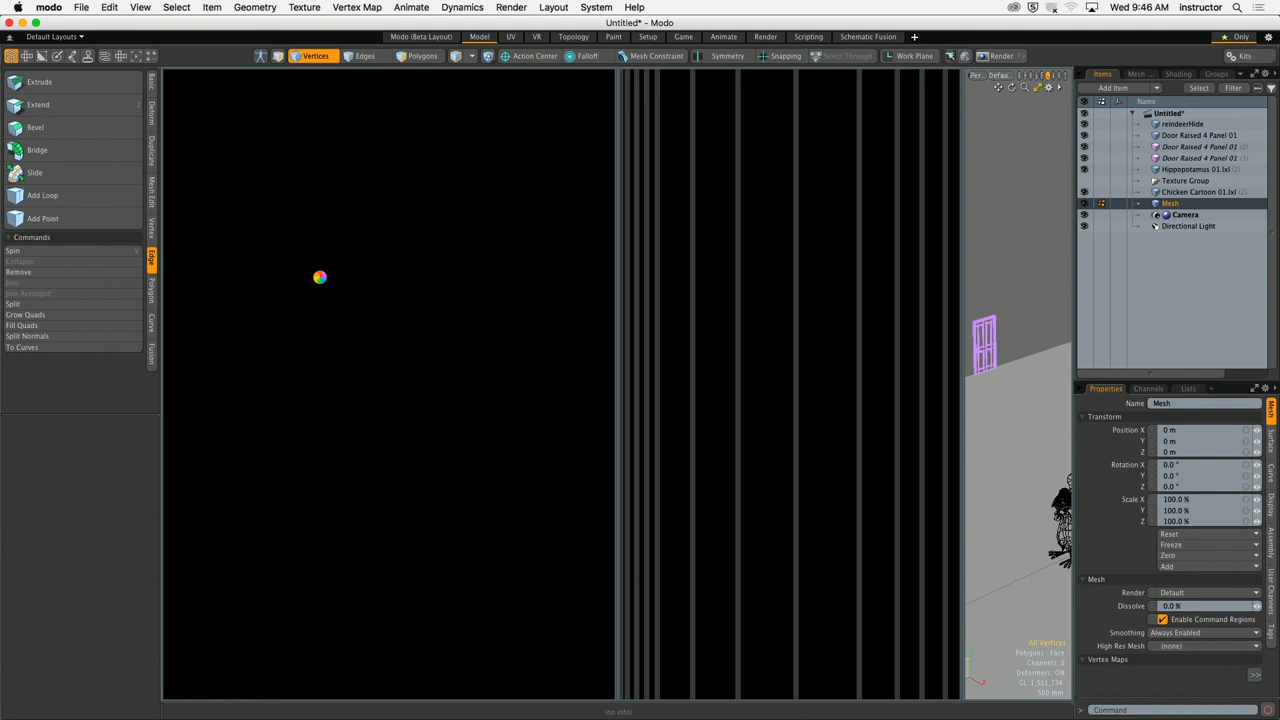 modo File Edit View Select Item Geometry Texture Vertex Map Animate Dynamics Render Layout System Help Wed 9:46 AM instructor
Untitled* - Modo
Default Layouts Modo (Beta Layout) Model UV VR Topology Paint Setup Game Animate Render Scripting Schematic Fusion Only
Vertices Edges Polygons Action Center Falloff Mesh Constraint Symmetry Snapping Select Through Work Plane Render F9 Kits
Extrude
Extend Z
Bevel
Bridge
Slide
Add Loop
Add Point
Commands
Spin V
Collapse
Remove
Join
Join Averaged
Split
Grow Quads
Fill Quads
Split Normals
To Curves
Basic
Deform
Duplicate
Mesh Edit
Vertex
Edge
Polygon
Curve
Fusion
Per... Defau...
All Vertices
Polygons : Face
Channels: 0
Deformers: ON
GL: 1,511,334
500 mm
X
(no info)
Items Mesh ... Shading Groups
Add Item Select Filter
Name
Untitled*
reindeerHide
Door Raised 4 Panel 01
Door Raised 4 Panel 01 (2)
Door Raised 4 Panel 01 (3)
Hippopotamus 01.lxl (2)
Texture Group
Chicken Cartoon 01.lxl (2)
Mesh
Camera
Directional Light
Properties Channels Lists +
Name Mesh
Transform
Position X 0 m
Y 0 m
Z 0 m
Rotation X 0.0 °
Y 0.0 °
Z 0.0 °
Scale X 100.0 %
Y 100.0 %
Z 100.0 %
Reset
Freeze
Zero
Add
Mesh
Render Default
Dissolve 0.0 %
Enable Command Regions
Smoothing Always Enabled
High Res Mesh (none)
Vertex Maps
>>
Mesh
Surface
Curve
Display
Assembly
User Channels
Tags
> Command